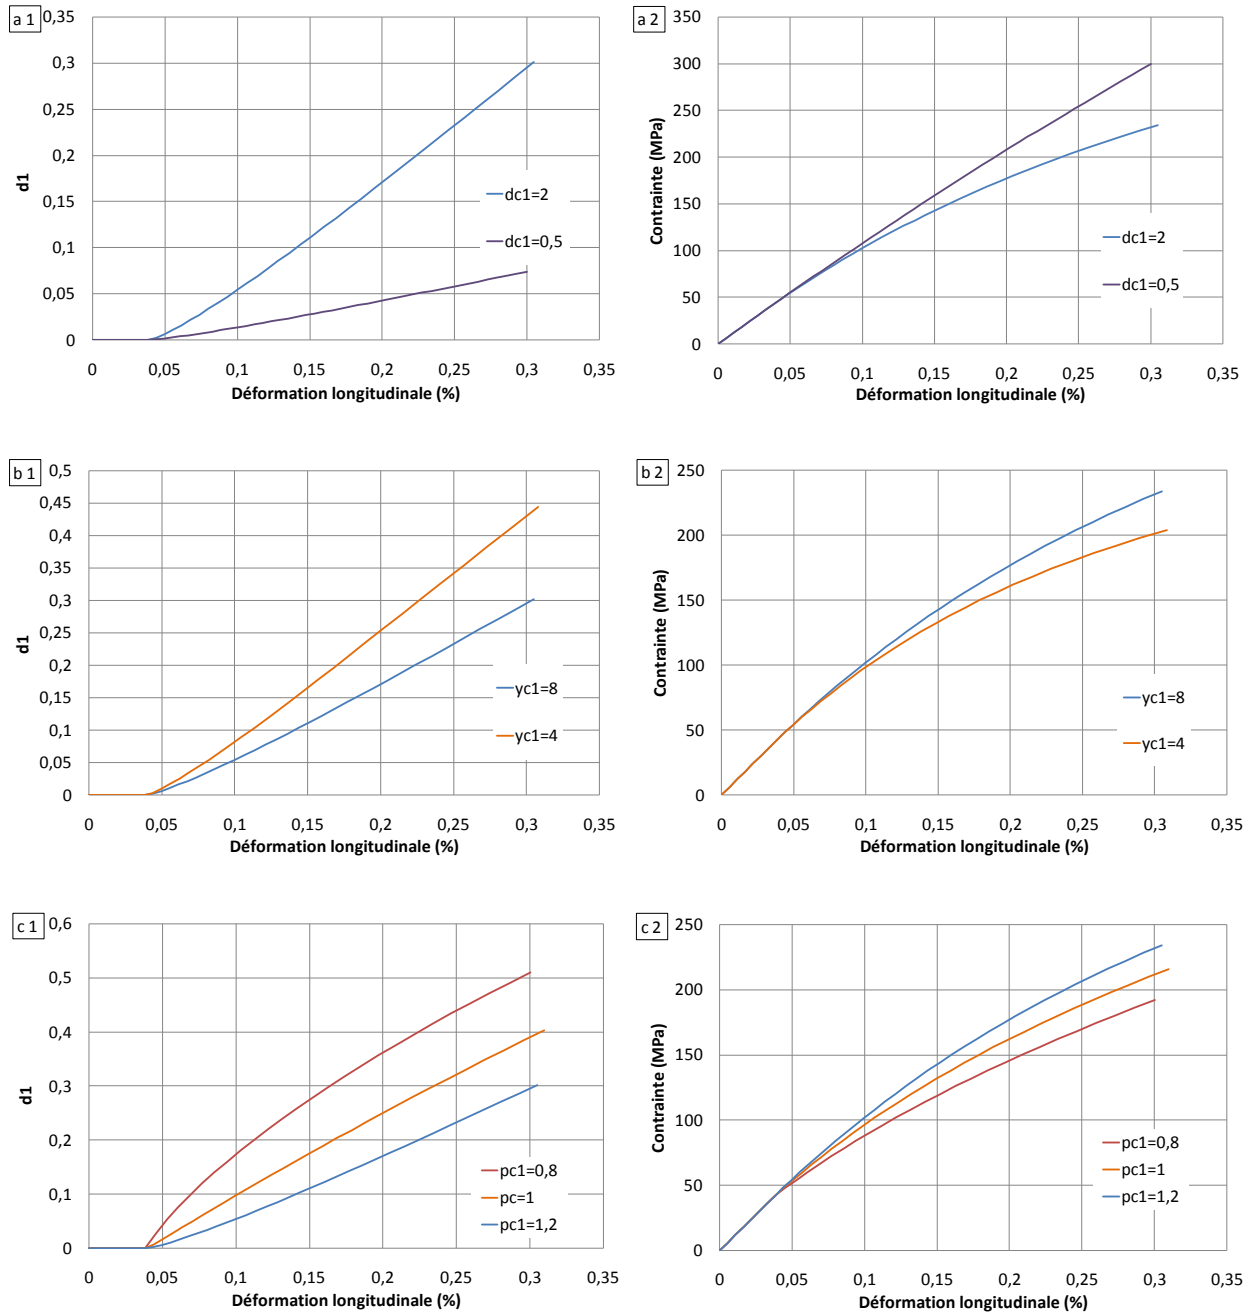 a 1
0,35
0,3
0,25
0,2
0,15
0,1
0,05
0
d1
dc1=2
dc1=0,5
0 0,05 0,1 0,15 0,2 0,25 0,3 0,35
Déformation longitudinale (%)
a 2
350
300
250
200
150
100
50
0
Contrainte (MPa)
dc1=2
dc1=0,5
0 0,05 0,1 0,15 0,2 0,25 0,3 0,35
Déformation longitudinale (%)
b 1
0,5
0,45
0,4
0,35
0,3
0,25
0,2
0,15
0,1
0,05
0
d1
yc1=8
yc1=4
0 0,05 0,1 0,15 0,2 0,25 0,3 0,35
Déformation longitudinale (%)
b 2
250
200
150
100
50
0
Contrainte (MPa)
yc1=8
yc1=4
0 0,05 0,1 0,15 0,2 0,25 0,3 0,35
Déformation longitudinale (%)
c 1
0,6
0,5
0,4
0,3
0,2
0,1
0
d1
pc1=0,8
pc=1
pc1=1,2
0 0,05 0,1 0,15 0,2 0,25 0,3 0,35
Déformation longitudinale (%)
c 2
250
200
150
100
50
0
Contrainte (MPa)
pc1=0,8
pc1=1
pc1=1,2
0 0,05 0,1 0,15 0,2 0,25 0,3 0,35
Déformation longitudinale (%)